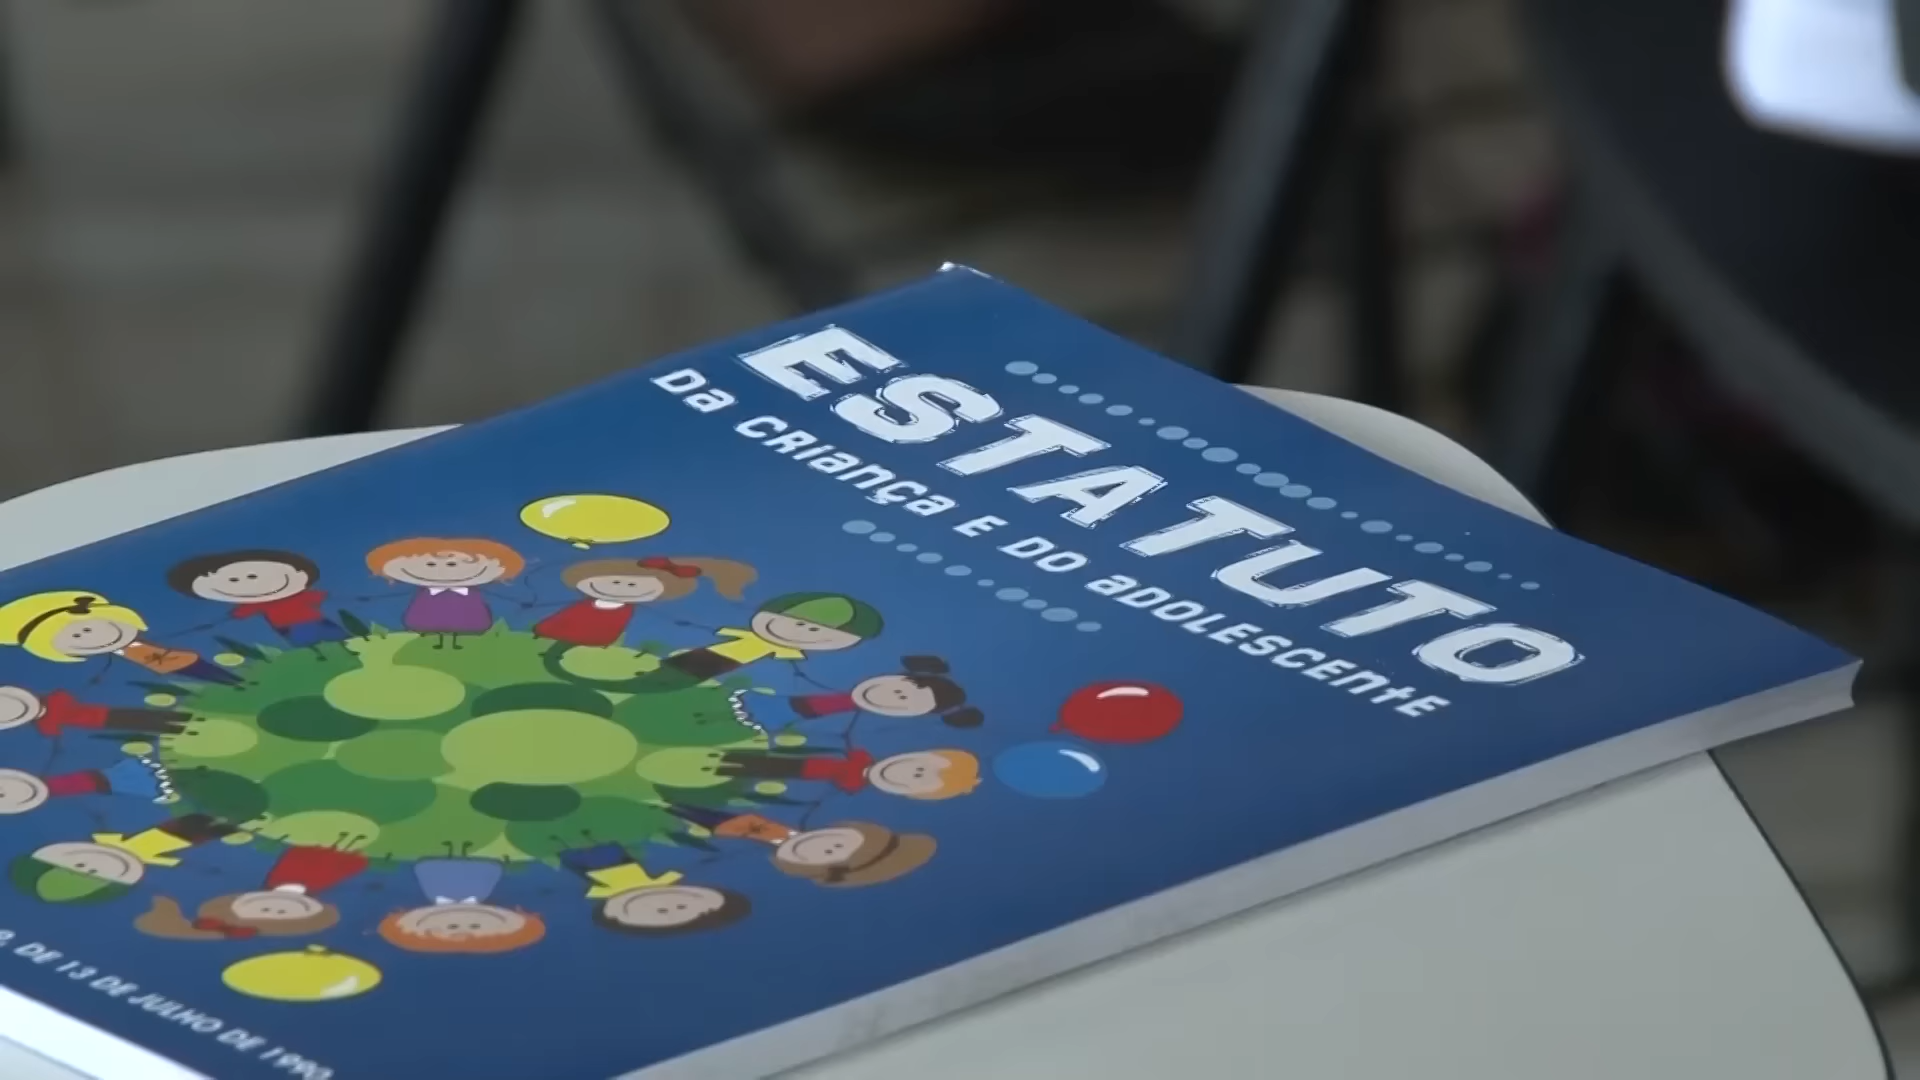 ESTATUTO
Da CRIança E DO aDOLESCEntE
DE 13 DE JULHO DE 1990